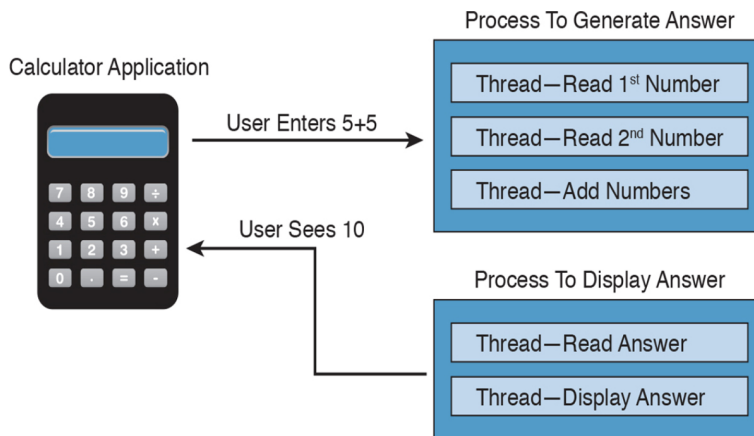 Process To Generate Answer
Calculator Application
Thread—Read 1st Number
User Enters 5+5
Thread—Read 2nd Number
Thread—Add Numbers
7 8 9 ÷
4 5 6 x
1 2 3 +
0 . = -
User Sees 10
Process To Display Answer
Thread—Read Answer
Thread—Display Answer